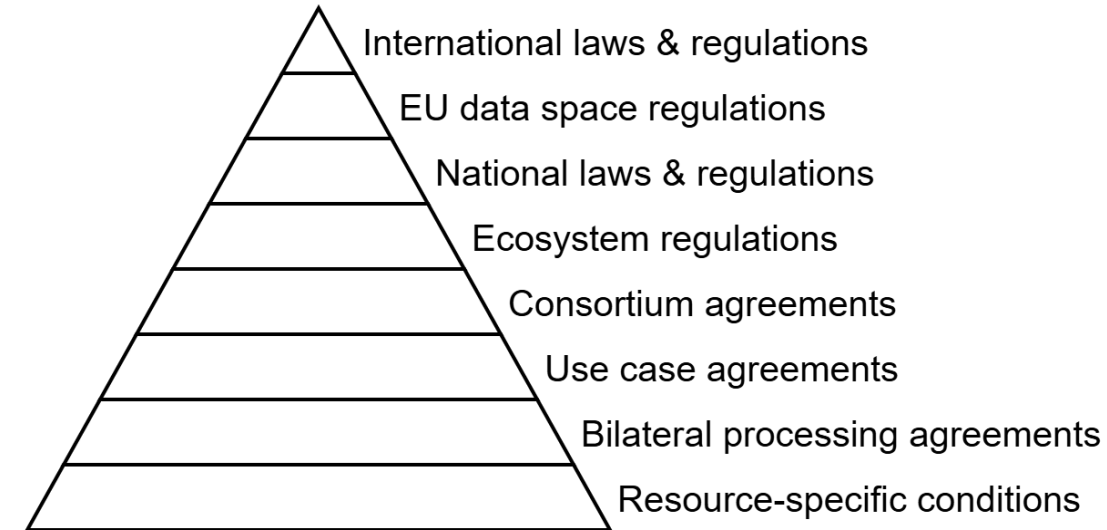 International laws & regulations
EU data space regulations
National laws & regulations
Ecosystem regulations
Consortium agreements
Use case agreements
Bilateral processing agreements
Resource-specific conditions